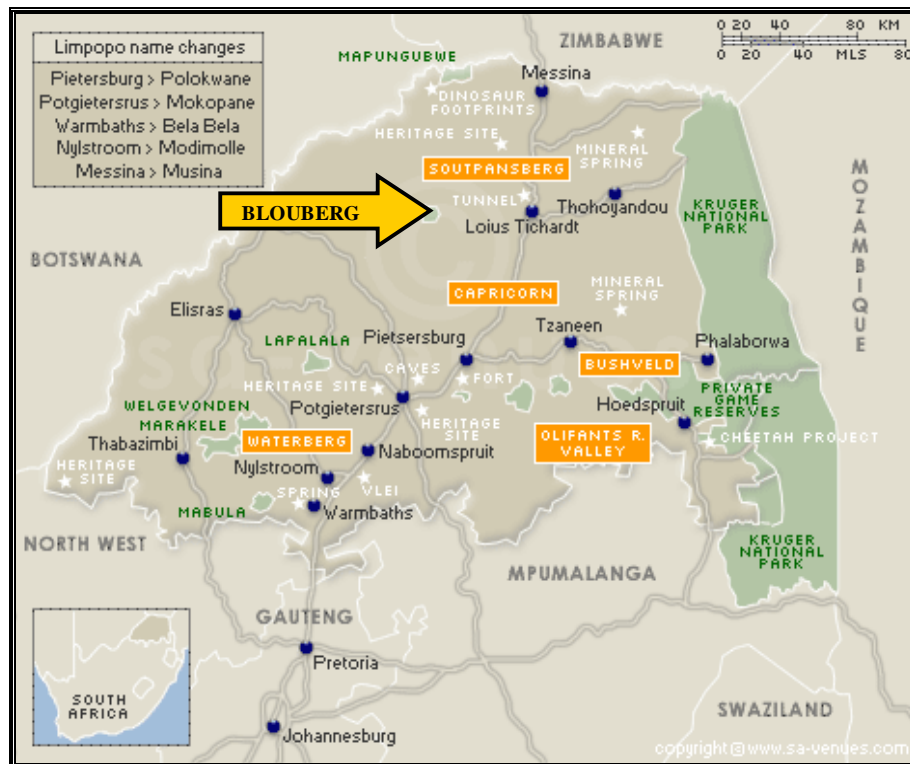 Limpopo name changes
Pietersburg > Polokwane
Potgietersrus > Mokopane
Warmbaths > Bela Bela
Nylstroom > Modimolle
Messina > Musina
0 20 40 80 KM
0 20 40 MLS 80
ZIMBABWE
MAPUNGUBWE
Messina
DINOSAUR
FOOTPRINTS
HERITAGE SITE
MINERAL
SPRING
SOUTPANSBERG
BLOUBERG
TUNNEL
Thohoyandou
Loius Tichardt
KRUGER
NATIONAL
PARK
MOZAMBIQUE
BOTSWANA
CAPRICORN
MINERAL
SPRING
Elisras
LAPALALA
Pietsersburg
Tzaneen
Phalaborwa
BUSHVELD
CAVES
FORT
HERITAGE SITE
Potgietersrus
HERITAGE
SITE
Hoedspruit
PRIVATE
GAME
RESERVES
WELGEVONDEN
MARAKELE
WATERBERG
OLIFANTS R.
VALLEY
CHEETAH PROJECT
Thabazimbi
Naboomspruit
HERITAGE
SITE
Nylstroom
SPRING
VLEI
MABULA
Warmbaths
NORTH WEST
KRUGER
NATIONAL
PARK
MPUMALANGA
GAUTENG
Pretoria
SOUTH
AFRICA
SWAZILAND
Johannesburg
copyright@www.sa-venues.com